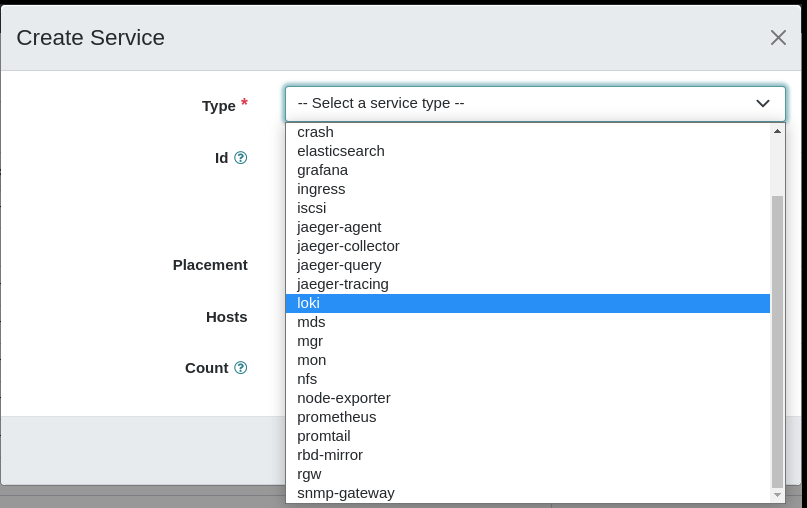 Create Service
Type *
-- Select a service type --
Id ?
Placement
Hosts
Count ?
crash
elasticsearch
grafana
ingress
iscsi
jaeger-agent
jaeger-collector
jaeger-query
jaeger-tracing
loki
mds
mgr
mon
nfs
node-exporter
prometheus
promtail
rbd-mirror
rgw
snmp-gateway